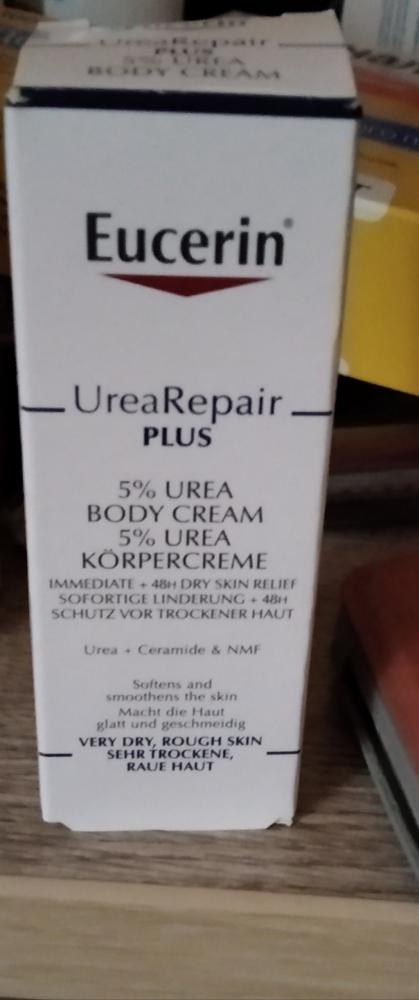 UreaRepair
PLUS
5% UREA
BODY CREAM
Eucerin®
UreaRepair
PLUS
5% UREA
BODY CREAM
5% UREA
KÖRPERCREME
IMMEDIATE + 48H DRY SKIN RELIEF
SOFORTIGE LINDERUNG + 48H
SCHUTZ VOR TROCKENER HAUT
Urea + Ceramide & NMF
Softens and
smoothens the skin
Macht die Haut
glatt und geschmeidig
VERY DRY, ROUGH SKIN
SEHR TROCKENE,
RAUE HAUT